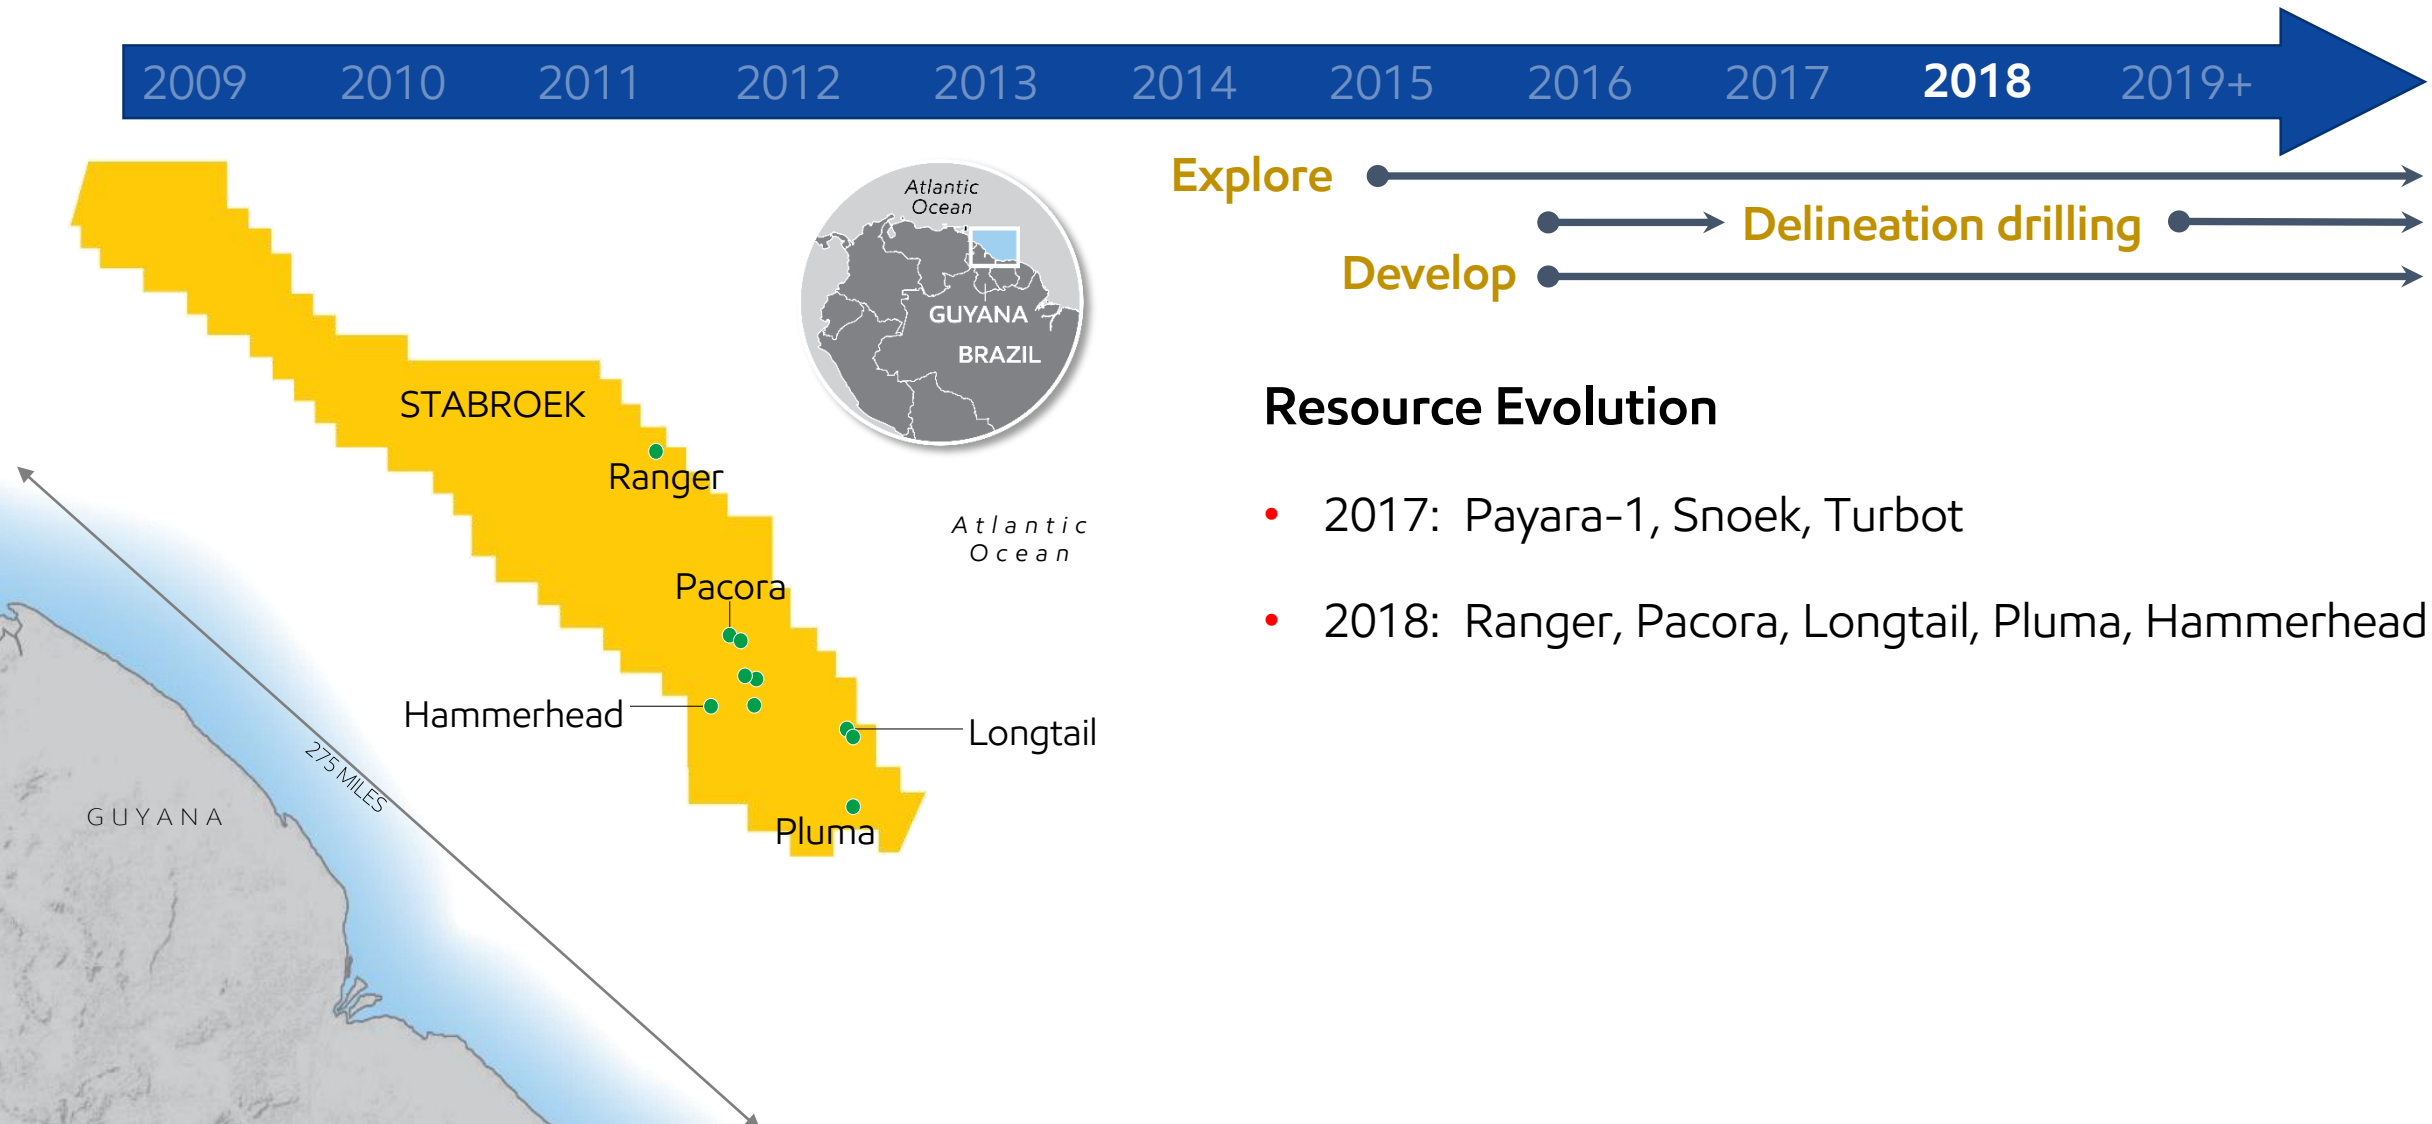 2009 2010 2011 2012 2013 2014 2015 2016 2017 2018 2019+
Explore
Delineation drilling
Develop
Atlantic
Ocean
GUYANA
BRAZIL
STABROEK
Ranger
Atlantic
Ocean
Pacora
Hammerhead
Longtail
Pluma
275 MILES
GUYANA
Resource Evolution
• 2017: Payara-1, Snoek, Turbot
• 2018: Ranger, Pacora, Longtail, Pluma, Hammerhead